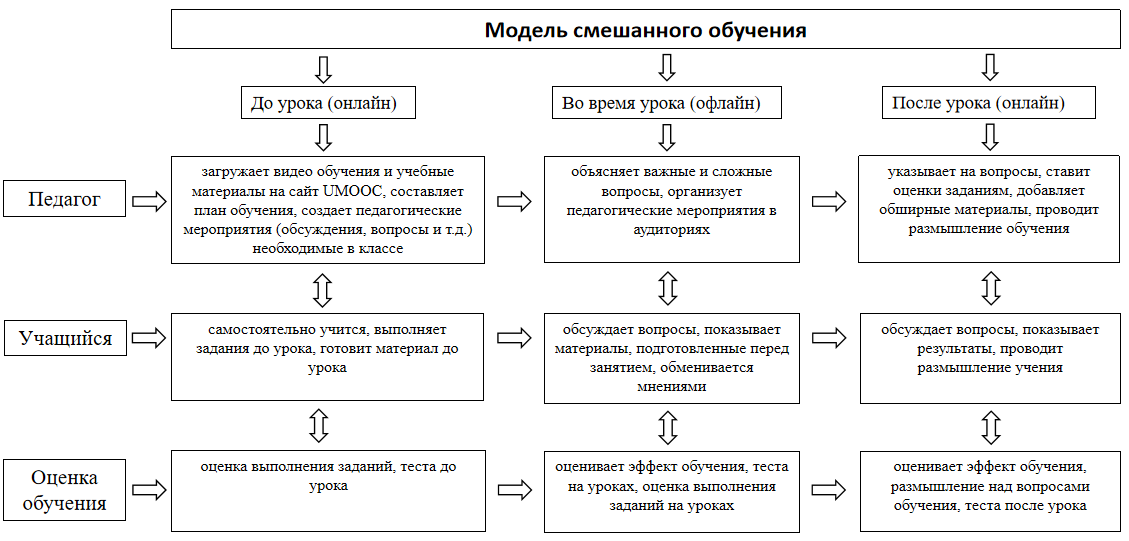 Модель смешанного обучения
До урока (онлайн)
Во время урока (офлайн)
После урока (онлайн)
Педагог
загружает видео обучения и учебные
материалы на сайт UMOOC, составляет
план обучения, создает педагогические
мероприятия (обсуждения, вопросы и т.д.)
необходимые в классе
объясняет важные и сложные
вопросы, организует
педагогические мероприятия в
аудиториях
указывает на вопросы, ставит
оценки заданиям, добавляет
обширные материалы, проводит
размышление обучения
Учащийся
самостоятельно учится, выполняет
задания до урока, готовит материал до
урока
обсуждает вопросы, показывает
материалы, подготовленные перед
занятием, обменивается
мнениями
обсуждает вопросы, показывает
результаты, проводит
размышление учения
Оценка
обучения
оценка выполнения заданий, теста до
урока
оценивает эффект обучения, теста
на уроках, оценка выполнения
заданий на уроках
оценивает эффект обучения,
размышление над вопросами
обучения, теста после урока